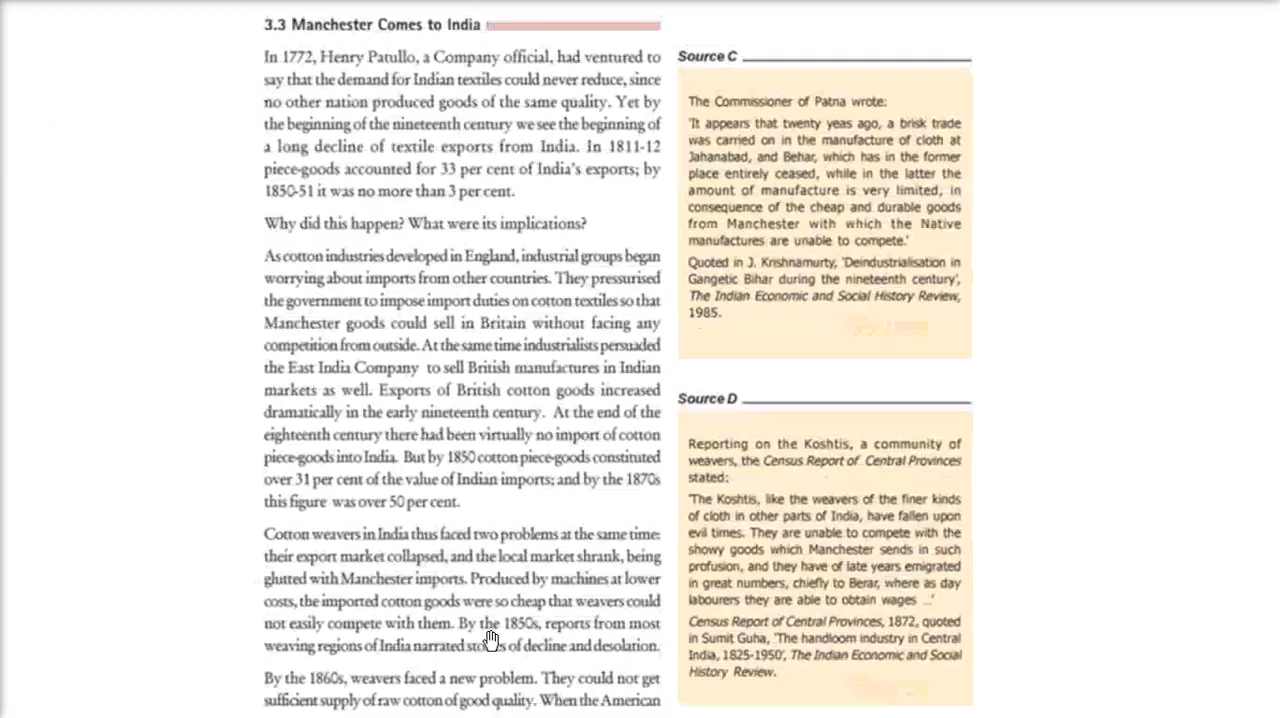 3.3 Manchester Comes to India
In 1772, Henry Patullo, a Company official, had ventured to
say that the demand for Indian textiles could never reduce, since
no other nation produced goods of the same quality. Yet by
the beginning of the nineteenth century we see the beginning of
a long decline of textile exports from India. In 1811-12
piece-goods accounted for 33 per cent of India's exports; by
1850-51 it was no more than 3 per cent.
Why did this happen? What were its implications?
As cotton industries developed in England, industrial groups began
worrying about imports from other countries. They pressurised
the government to impose import duties on cotton textiles so that
Manchester goods could sell in Britain without facing any
competition from outside. At the same time industrialists persuaded
the East India Company to sell British manufactures in Indian
markets as well. Exports of British cotton goods increased
dramatically in the early nineteenth century. At the end of the
eighteenth century there had been virtually no import of cotton
piece-goods into India. But by 1850 cotton piece-goods constituted
over 31 per cent of the value of Indian imports; and by the 1870s
this figure was over 50 per cent.
Cotton weavers in India thus faced two problems at the same time:
their export market collapsed, and the local market shrank, being
glutted with Manchester imports. Produced by machines at lower
costs, the imported cotton goods were so cheap that weavers could
not easily compete with them. By the 1850s, reports from most
weaving regions of India narrated of decline and desolation.
By the 1860s, weavers faced a new problem. They could not get
sufficient supply of raw cotton of good quality. When the American
Source C
The Commissioner of Patna wrote:
'It appears that twenty yeas ago, a brisk trade
was carried on in the manufacture of cloth at
Jahanabad, and Behar, which has in the former
place entirely ceased, while in the latter the
amount of manufacture is very limited, in
consequence of the cheap and durable goods
from Manchester with which the Native
manufactures are unable to compete.'
Quoted in J. Krishnamurty, 'Deindustrialisation in
Gangetic Bihar during the nineteenth century',
The Indian Economic and Social History Review,
1985.
Source D
Reporting on the Koshtis, a community of
weavers, the Census Report of Central Provinces
stated:
'The Koshtis, like the weavers of the finer kinds
of cloth in other parts of India, have fallen upon
evil times. They are unable to compete with the
showy goods which Manchester sends in such
profusion, and they have of late years emigrated
in great numbers, chiefly to Berar, where as day
labourers they are able to obtain wages ...'
Census Report of Central Provinces, 1872, quoted
in Sumit Guha, 'The handloom industry in Central
India, 1825-1950', The Indian Economic and Social
History Review.